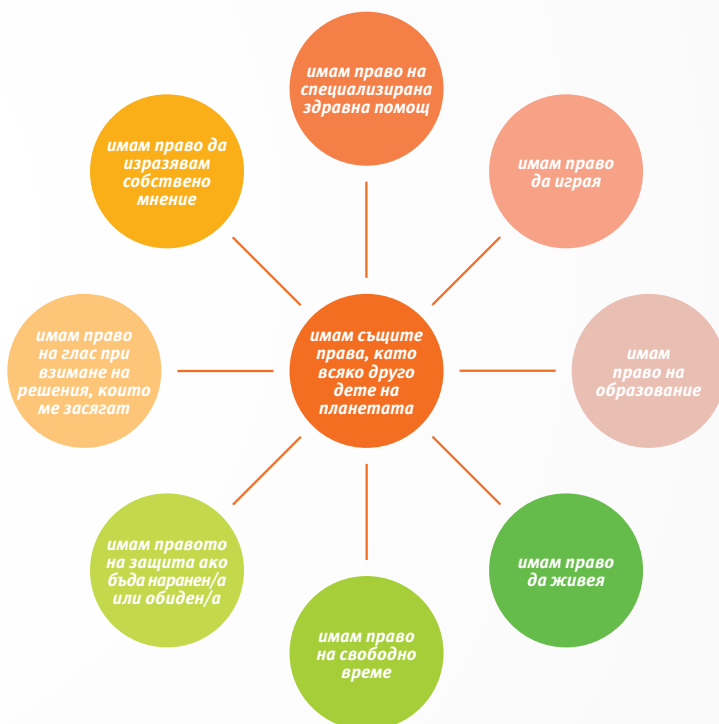 имам право на
специализирана
здравна помощ
имам право
да играя
имам
право на
образование
имам право
да живея
имам право
на свободно
време
имам правото
на защита ако
бъда наранен/а
или обиден/а
имам право
на глас при
взимане на
решения, които
ме засягат
имам право да
изразявам
собствено
мнение
имам същите
права, като
всяко друго
дете на
планетата